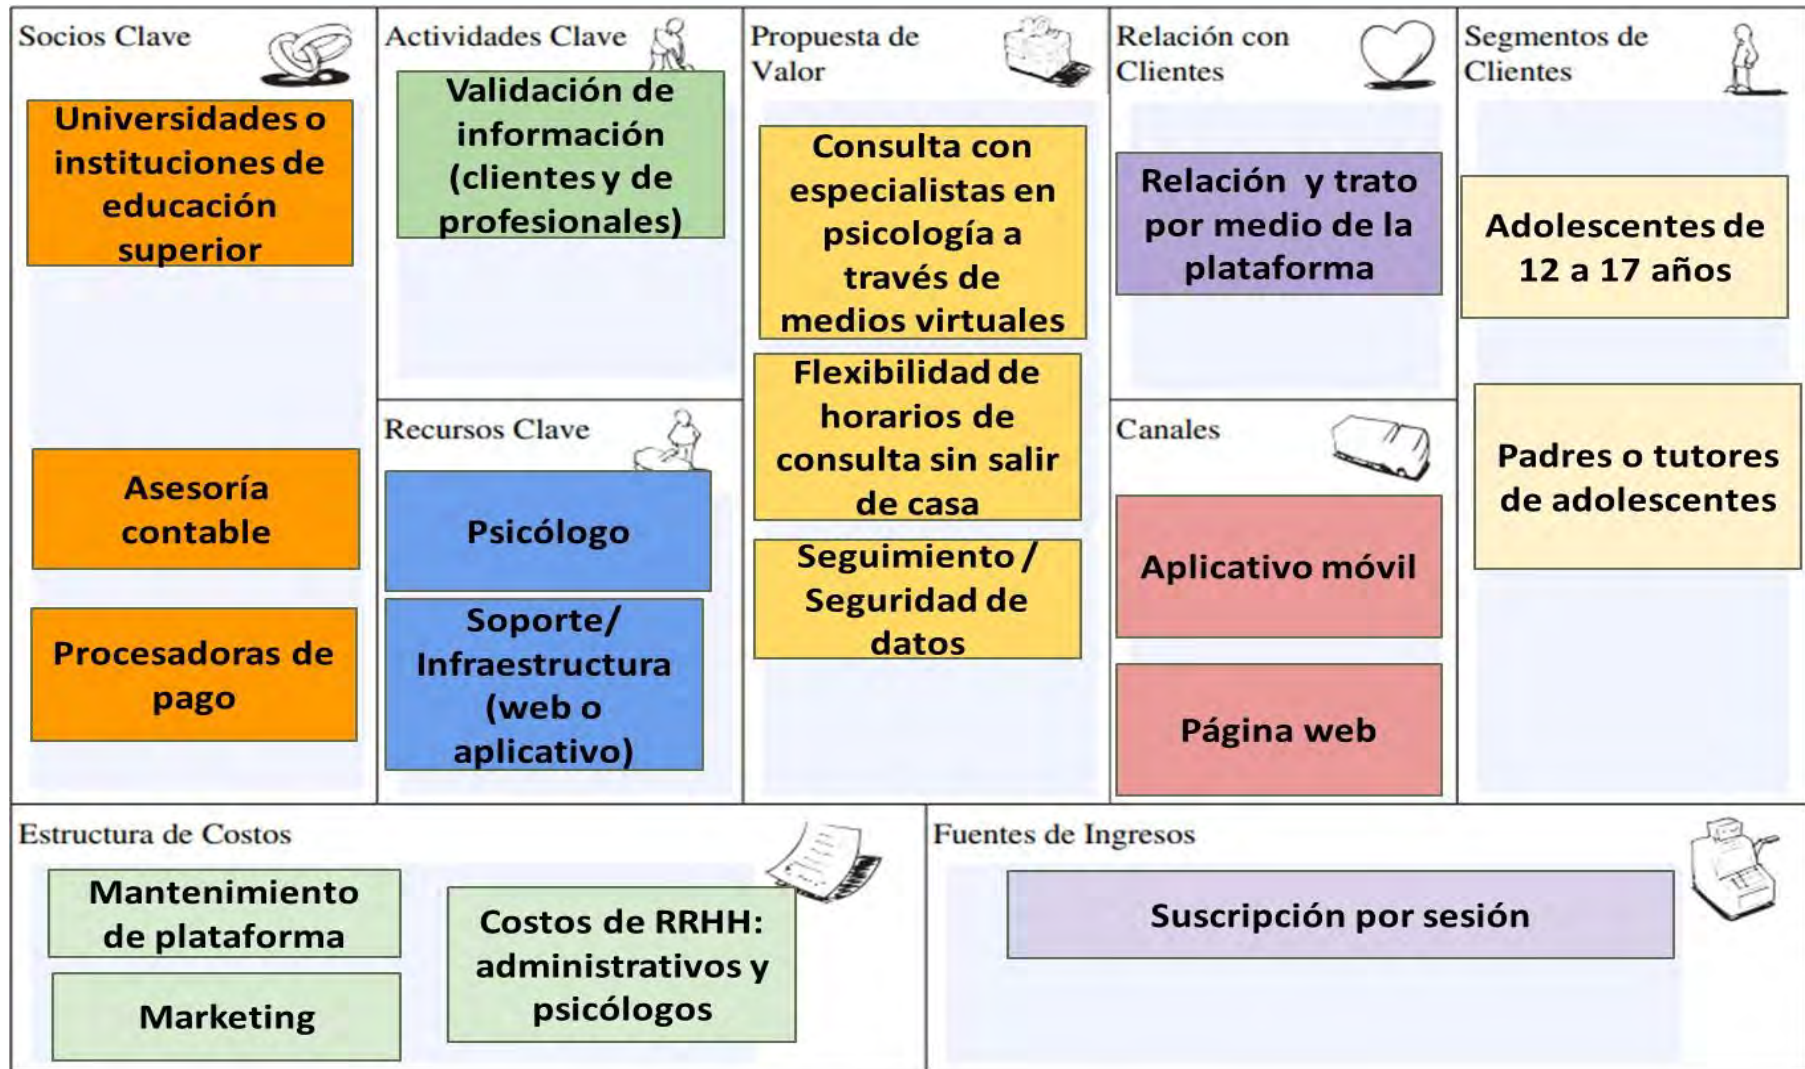 Socios Clave
Universidades o
instituciones de
educación
superior
Asesoría
contable
Procesadoras de
pago
Actividades Clave
Validación de
información
(clientes y de
profesionales)
Recursos Clave
Psicólogo
Soporte/
Infraestructura
(web o
aplicativo)
Propuesta de
Valor
Consulta con
especialistas en
psicología a
través de
medios virtuales
Flexibilidad de
horarios de
consulta sin salir
de casa
Seguimiento /
Seguridad de
datos
Relación con
Clientes
Relación y trato
por medio de la
plataforma
Canales
Aplicativo móvil
Página web
Segmentos de
Clientes
Adolescentes de
12 a 17 años
Padres o tutores
de adolescentes
Estructura de Costos
Mantenimiento
de plataforma
Marketing
Costos de RRHH:
administrativos y
psicólogos
Fuentes de Ingresos
Suscripción por sesión